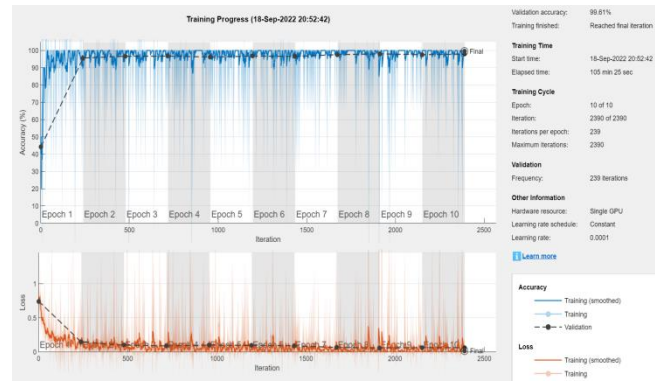 Training Progress (18-Sep-2022 20:52:42)
100
90
80
70
60
50
40
30
20
10
0
Accuracy (%)
Final
Epoch 1 Epoch 2 Epoch 3 Epoch 4 Epoch 5 Epoch 6 Epoch 7 Epoch 8 Epoch 9 Epoch 10
0 500 1000 1500 2000 2500
Iteration
1
0.5
0
Loss
Final
0 500 1000 1500 2000 2500
Iteration
Validation accuracy: 99.61%
Training finished: Reached final iteration
Training Time
Start time: 18-Sep-2022 20:52:42
Elapsed time: 105 min 25 sec
Training Cycle
Epoch: 10 of 10
Iteration: 2390 of 2390
Iterations per epoch: 239
Maximum iterations: 2390
Validation
Frequency: 239 iterations
Other Information
Hardware resource: Single GPU
Learning rate schedule: Constant
Learning rate: 0.0001
i Learn more
Accuracy
Training (smoothed)
Training
Validation
Loss
Training (smoothed)
Training